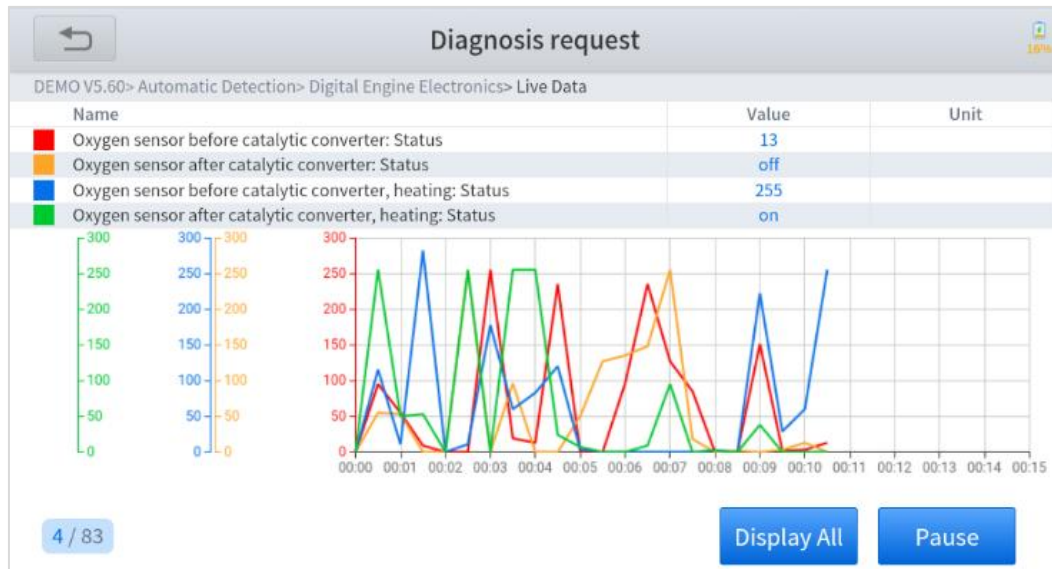 Diagnosis request
16%
DEMO V5.60> Automatic Detection> Digital Engine Electronics> Live Data
Name Value Unit
Oxygen sensor before catalytic converter: Status 13
Oxygen sensor after catalytic converter: Status off
Oxygen sensor before catalytic converter, heating: Status 255
Oxygen sensor after catalytic converter, heating: Status on
300 300 300 300
250 250 250 250
200 200 200 200
150 150 150 150
100 100 100 100
50 50 50 50
0 0 0 0
00:00 00:01 00:02 00:03 00:04 00:05 00:06 00:07 00:08 00:09 00:10 00:11 00:12 00:13 00:14 00:15
4 / 83
Display All
Pause